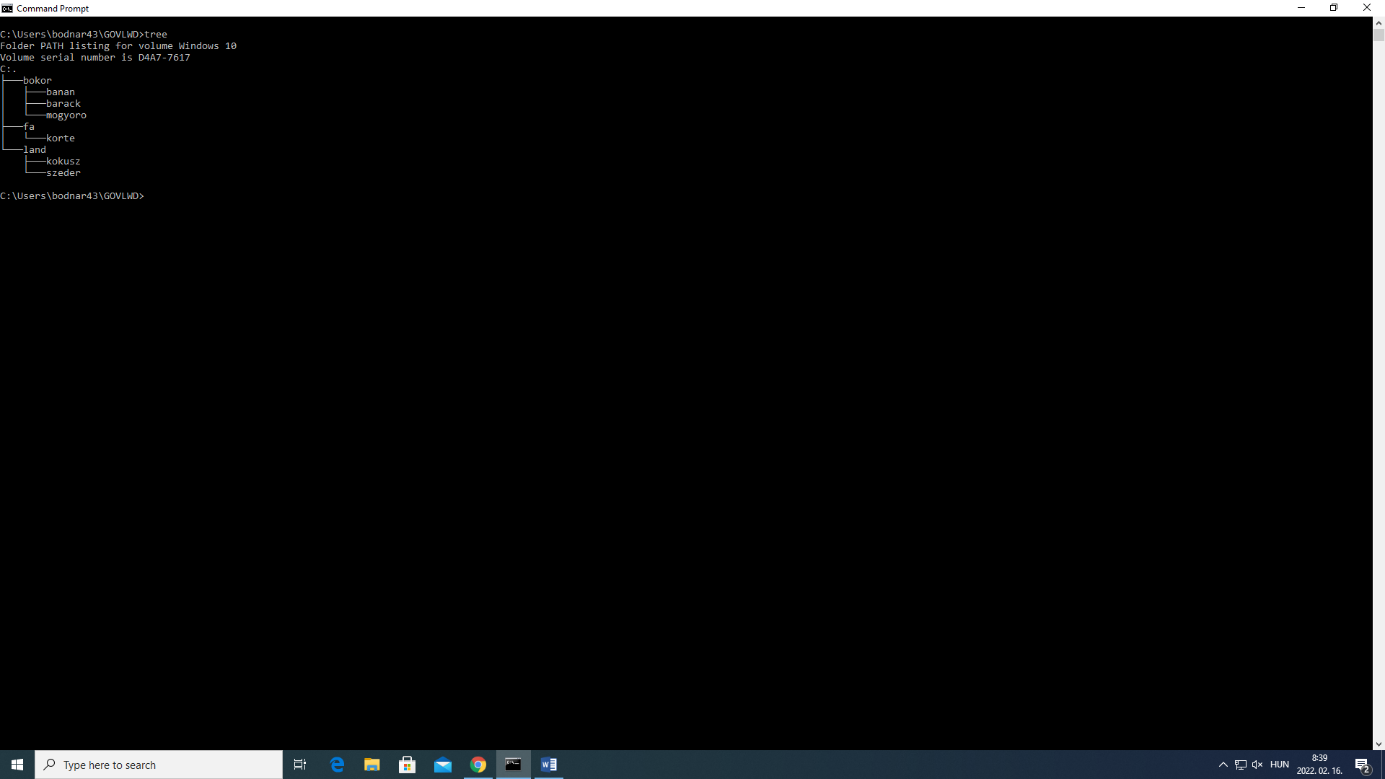 Command Prompt
C:\Users\bodnar43\GOVLWD>tree
Folder PATH listing for volume Windows 10
Volume serial number is D4A7-7617
C:.
├───bokor
│   ├───banan
│   ├───barack
│   └───mogyoro
├───fa
│   └───korte
└───land
    ├───kokusz
    └───szeder
C:\Users\bodnar43\GOVLWD>
Type here to search
HUN
8:39
2022. 02. 16.
2